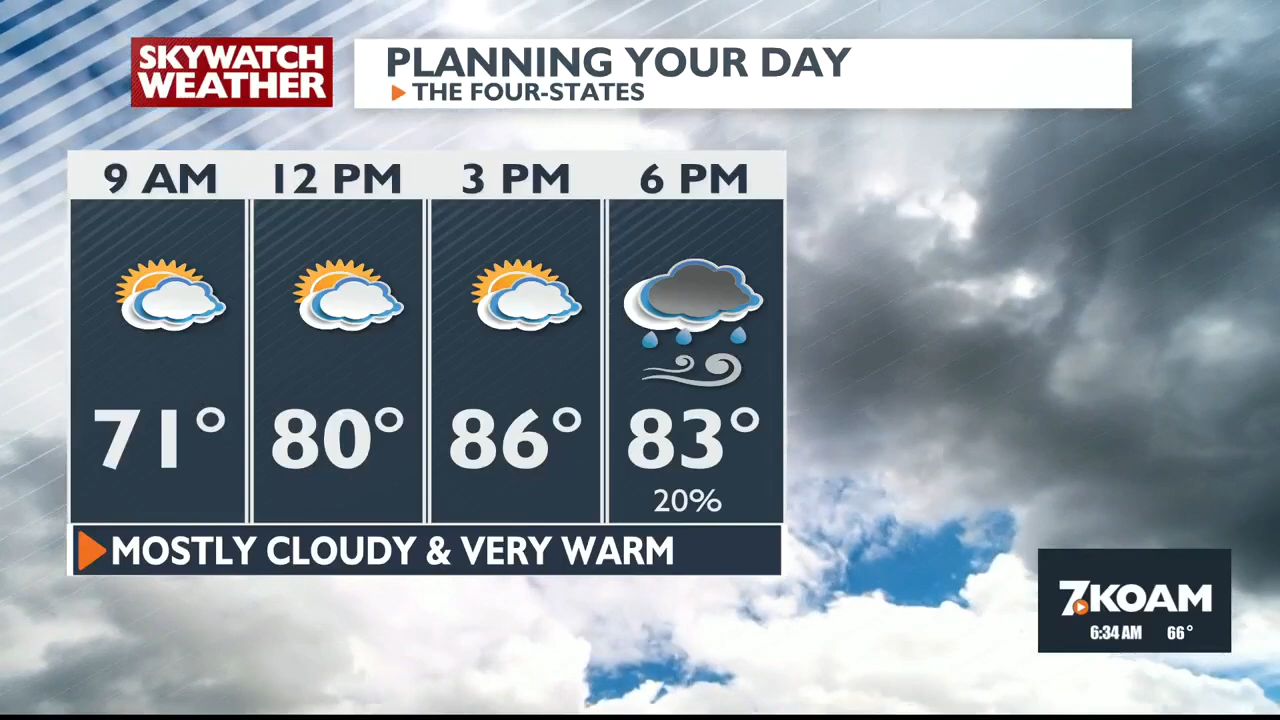 SKYWATCH
WEATHER
PLANNING YOUR DAY
THE FOUR-STATES
9 AM 12 PM 3 PM 6 PM
71° 80° 86° 83°
20%
MOSTLY CLOUDY & VERY WARM
7KOAM
6:34 AM 66°